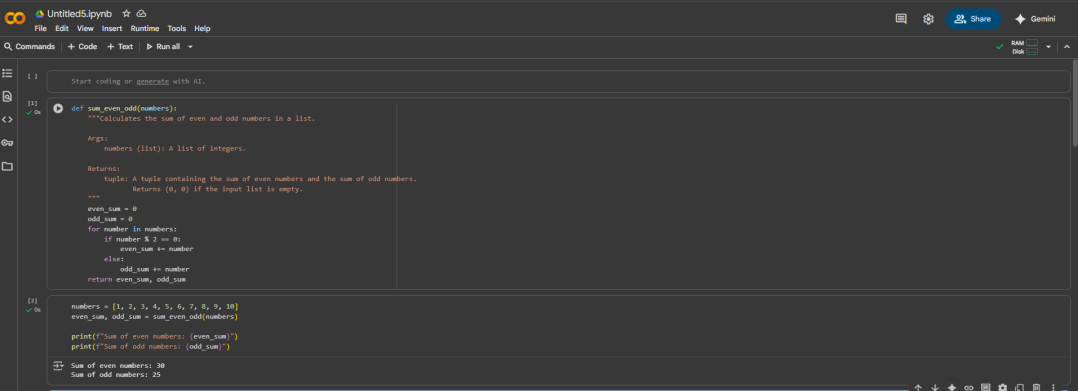 Untitled5.ipynb
File Edit View Insert Runtime Tools Help
Share
Gemini
Commands + Code + Text Run all
RAM
Disk
[ ] Start coding or generate with AI.
[1]
0s
def sum_even_odd(numbers):
"""Calculates the sum of even and odd numbers in a list.
Args:
numbers (list): A list of integers.
Returns:
tuple: A tuple containing the sum of even numbers and the sum of odd numbers.
Returns (0, 0) if the input list is empty.
"""
even_sum = 0
odd_sum = 0
for number in numbers:
if number % 2 == 0:
even_sum += number
else:
odd_sum += number
return even_sum, odd_sum
[2]
0s
numbers = [1, 2, 3, 4, 5, 6, 7, 8, 9, 10]
even_sum, odd_sum = sum_even_odd(numbers)
print(f"Sum of even numbers: {even_sum}")
print(f"Sum of odd numbers: {odd_sum}")
Sum of even numbers: 30
Sum of odd numbers: 25